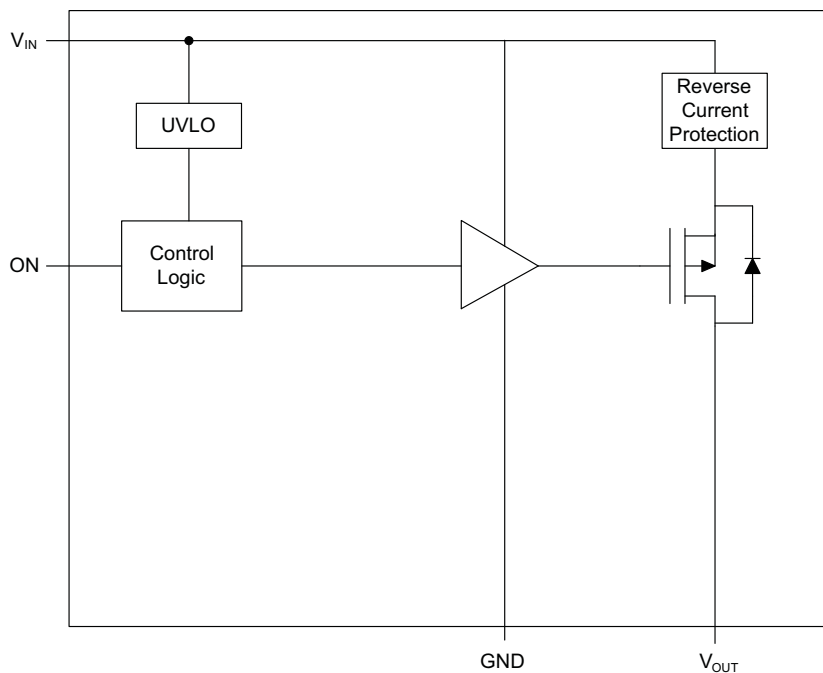 V_IN
UVLO
Reverse
Current
Protection
ON
Control
Logic
GND
V_OUT